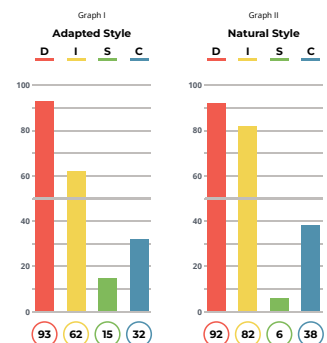 Graph I
Adapted Style
D I S C
100
80
60
40
20
0
93 62 15 32
Graph II
Natural Style
D I S C
100
80
60
40
20
0
92 82 6 38